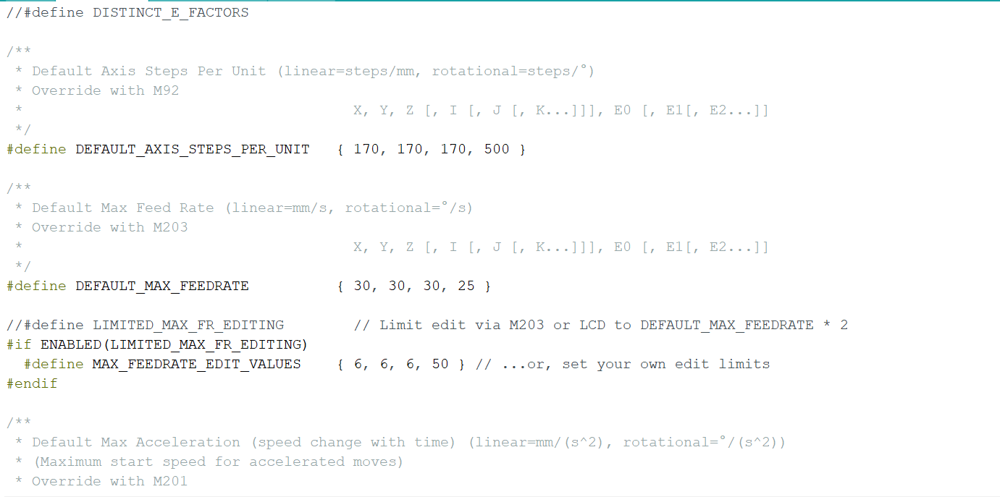 //#define DISTINCT_E_FACTORS
/**
 * Default Axis Steps Per Unit (linear=steps/mm, rotational=steps/°)
 * Override with M92
 *                                      X, Y, Z [, I [, J [, K...]]], E0 [, E1[, E2...]]
 */
#define DEFAULT_AXIS_STEPS_PER_UNIT   { 170, 170, 170, 500 }
/**
 * Default Max Feed Rate (linear=mm/s, rotational=°/s)
 * Override with M203
 *                                      X, Y, Z [, I [, J [, K...]]], E0 [, E1[, E2...]]
 */
#define DEFAULT_MAX_FEEDRATE          { 30, 30, 30, 25 }
//#define LIMITED_MAX_FR_EDITING        // Limit edit via M203 or LCD to DEFAULT_MAX_FEEDRATE * 2
#if ENABLED(LIMITED_MAX_FR_EDITING)
  #define MAX_FEEDRATE_EDIT_VALUES    { 6, 6, 6, 50 } // ...or, set your own edit limits
#endif
/**
 * Default Max Acceleration (speed change with time) (linear=mm/(s^2), rotational=°/(s^2))
 * (Maximum start speed for accelerated moves)
 * Override with M201